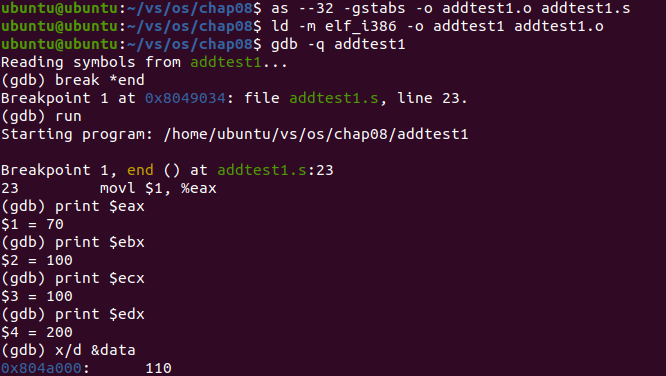 ubuntu@ubuntu:~/vs/os/chap08$ as --32 -gstabs -o addtest1.o addtest1.s
ubuntu@ubuntu:~/vs/os/chap08$ ld -m elf_i386 -o addtest1 addtest1.o
ubuntu@ubuntu:~/vs/os/chap08$ gdb -q addtest1
Reading symbols from addtest1...
(gdb) break *end
Breakpoint 1 at 0x8049034: file addtest1.s, line 23.
(gdb) run
Starting program: /home/ubuntu/vs/os/chap08/addtest1

Breakpoint 1, end () at addtest1.s:23
23          movl $1, %eax
(gdb) print $eax
$1 = 70
(gdb) print $ebx
$2 = 100
(gdb) print $ecx
$3 = 100
(gdb) print $edx
$4 = 200
(gdb) x/d &data
0x804a000:      110